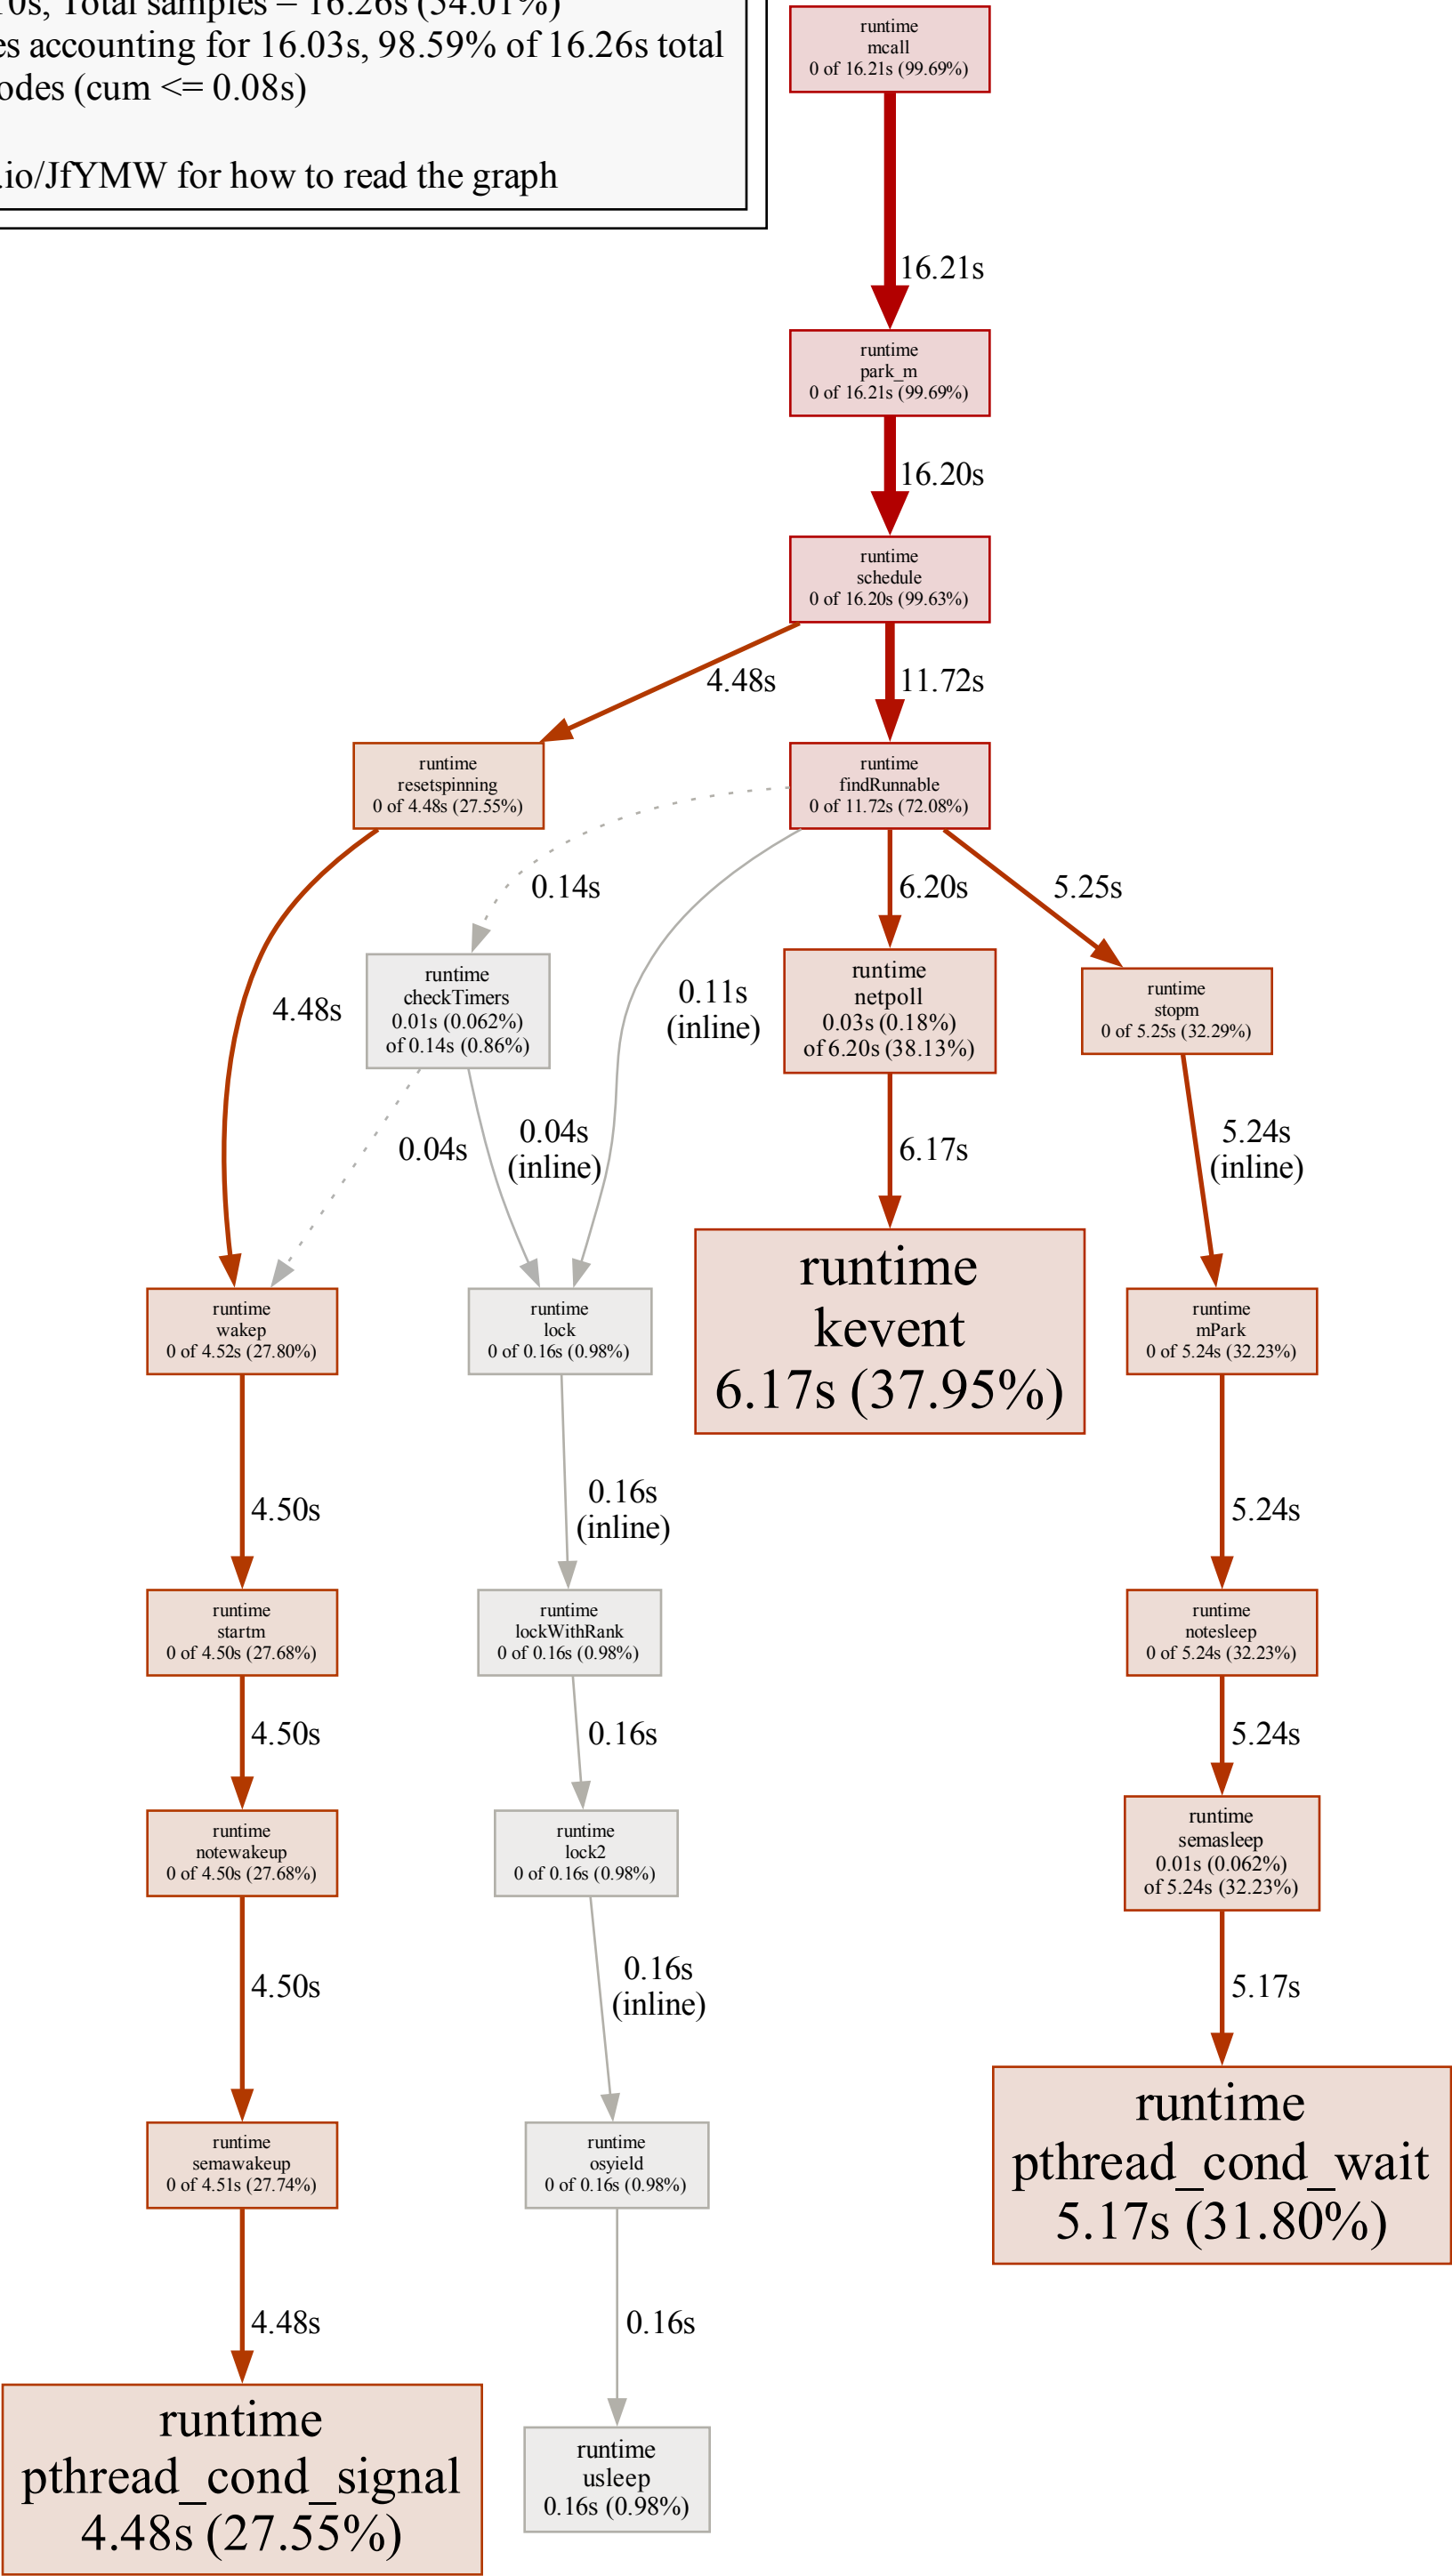 10s, Total samples = 16.26s (54.01%)
es accounting for 16.03s, 98.59% of 16.26s total
odes (cum <= 0.08s)
.io/JfYMW for how to read the graph
runtime
mcall
0 of 16.21s (99.69%)
16.21s
runtime
park_m
0 of 16.21s (99.69%)
16.20s
runtime
schedule
0 of 16.20s (99.63%)
4.48s
11.72s
runtime
resetspinning
0 of 4.48s (27.55%)
runtime
findRunnable
0 of 11.72s (72.08%)
0.14s
6.20s
5.25s
4.48s
runtime
checkTimers
0.01s (0.062%)
of 0.14s (0.86%)
0.11s
(inline)
runtime
netpoll
0.03s (0.18%)
of 6.20s (38.13%)
runtime
stopm
0 of 5.25s (32.29%)
0.04s
0.04s
(inline)
6.17s
5.24s
(inline)
runtime
wakep
0 of 4.52s (27.80%)
runtime
lock
0 of 0.16s (0.98%)
runtime
kevent
6.17s (37.95%)
runtime
mPark
0 of 5.24s (32.23%)
4.50s
0.16s
(inline)
5.24s
runtime
startm
0 of 4.50s (27.68%)
runtime
lockWithRank
0 of 0.16s (0.98%)
runtime
notesleep
0 of 5.24s (32.23%)
4.50s
0.16s
5.24s
runtime
notewakeup
0 of 4.50s (27.68%)
runtime
lock2
0 of 0.16s (0.98%)
runtime
semasleep
0.01s (0.062%)
of 5.24s (32.23%)
4.50s
0.16s
(inline)
5.17s
runtime
semawakeup
0 of 4.51s (27.74%)
runtime
osyield
0 of 0.16s (0.98%)
runtime
pthread_cond_wait
5.17s (31.80%)
4.48s
0.16s
runtime
pthread_cond_signal
4.48s (27.55%)
runtime
usleep
0.16s (0.98%)